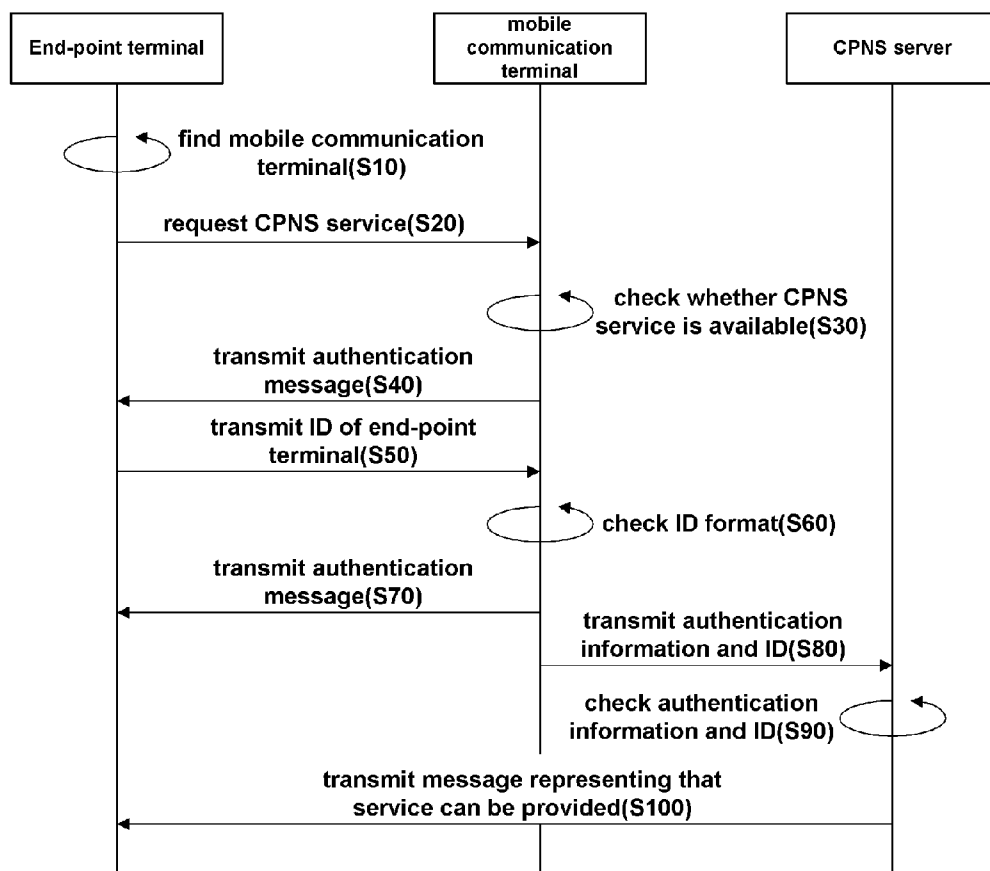 End-point terminal
mobile
communication
terminal
CPNS server
find mobile communication
terminal(S10)
request CPNS service(S20)
check whether CPNS
service is available(S30)
transmit authentication
message(S40)
transmit ID of end-point
terminal(S50)
check ID format(S60)
transmit authentication
message(S70)
transmit authentication
information and ID(S80)
check authentication
information and ID(S90)
transmit message representing that
service can be provided(S100)